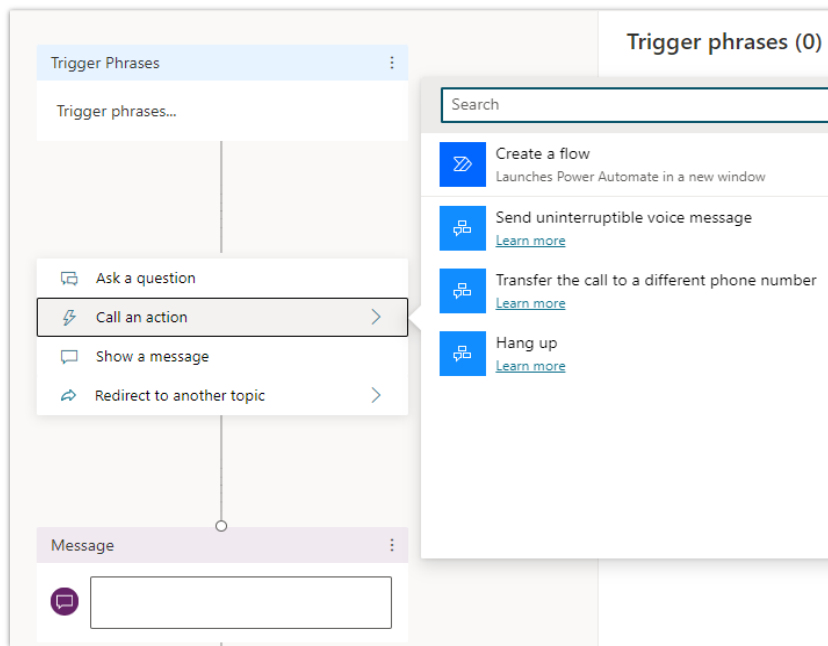 Trigger phrases (0)
Trigger Phrases
Trigger phrases...
Search
Create a flow
Launches Power Automate in a new window
Send uninterruptible voice message
Learn more
Ask a question
Transfer the call to a different phone number
Learn more
Call an action
Show a message
Hang up
Learn more
Redirect to another topic
Message